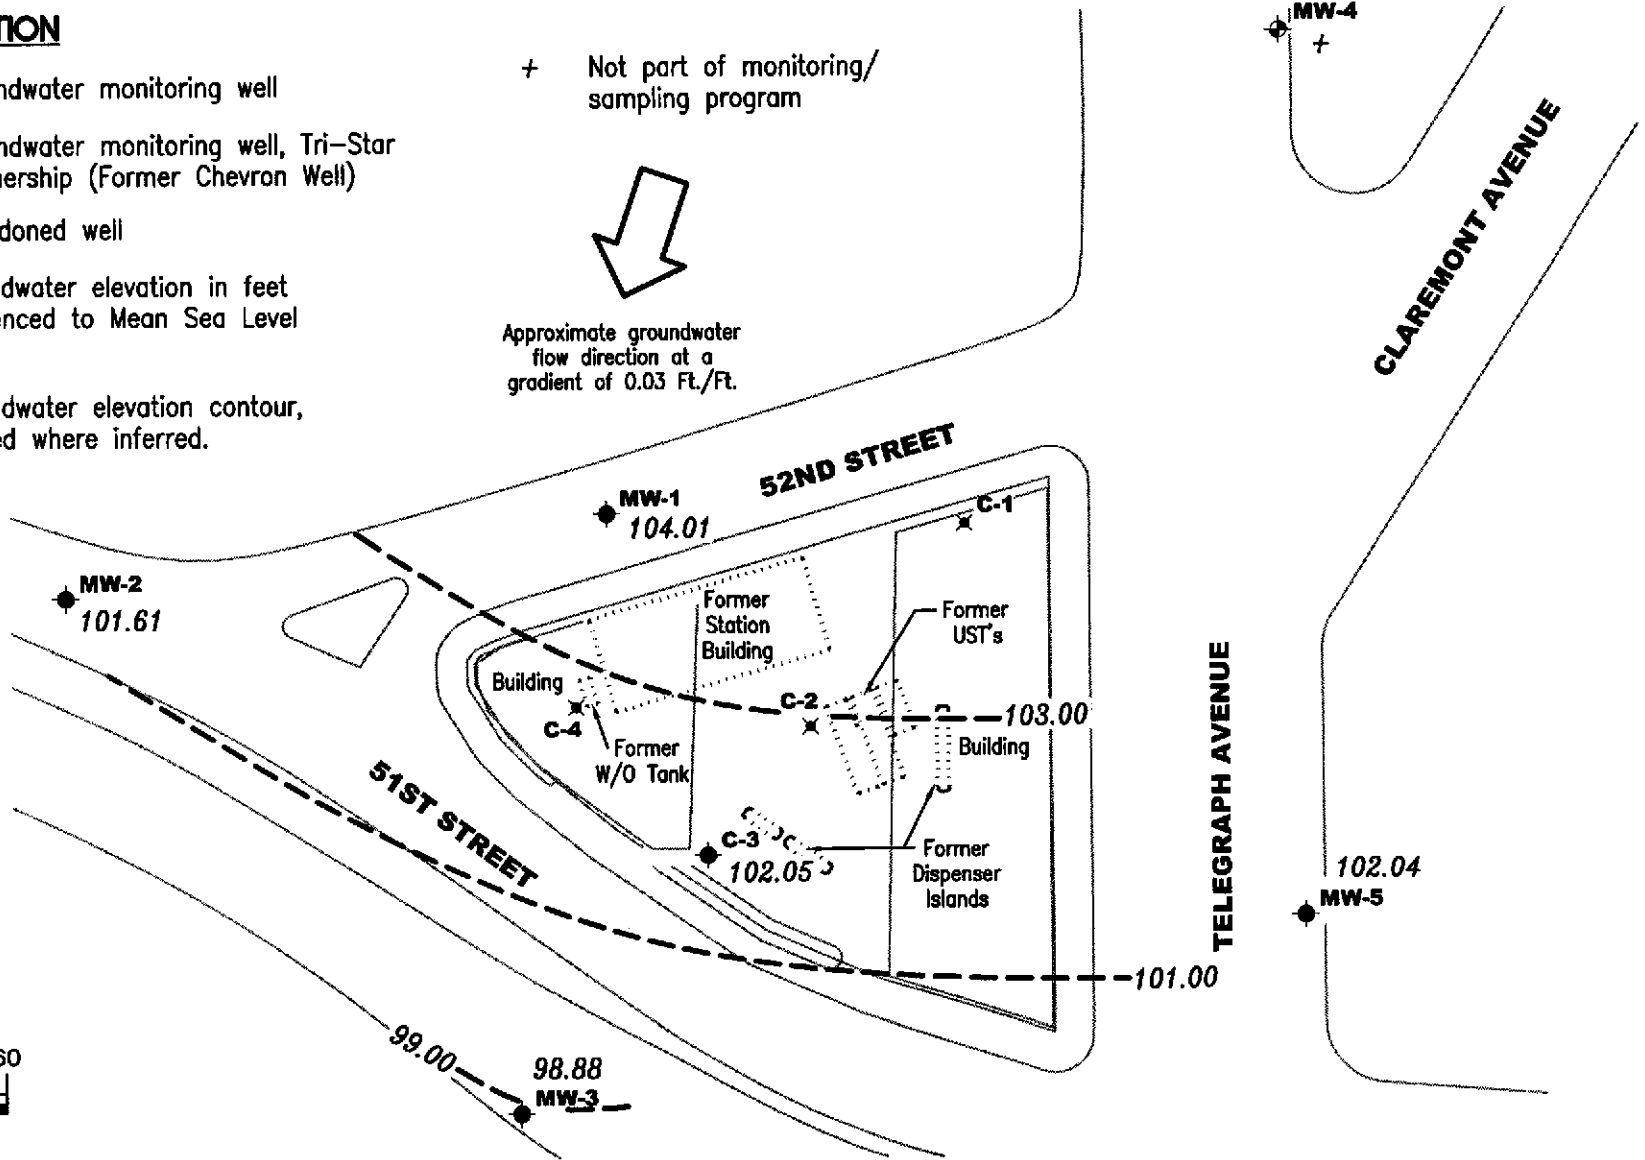 TION
ndwater monitoring well
ndwater monitoring well, Tri-Star
nership (Former Chevron Well)
doned well
dwater elevation in feet
enced to Mean Sea Level
dwater elevation contour,
ed where inferred.
+ Not part of monitoring/
sampling program
Approximate groundwater
flow direction at a
gradient of 0.03 Ft./Ft.
MW-4
+
CLAREMONT AVENUE
52ND STREET
MW-1
104.01
C-1
MW-2
101.61
Former
Station
Building
Former
UST's
Building
C-4
Former
W/O Tank
C-2
103.00
Building
51ST STREET
C-3
102.05
Former
Dispenser
Islands
TELEGRAPH AVENUE
102.04
MW-5
101.00
99.00
98.88
MW-3
60